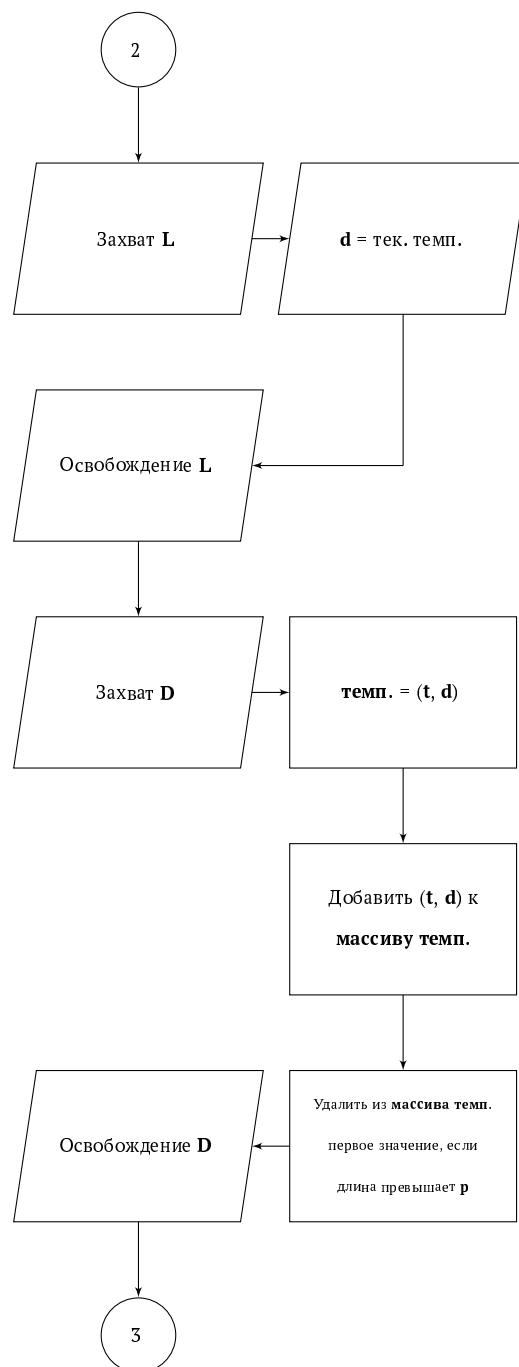 2
Захват L
d = тек. темп.
Освобождение L
Захват D
темп. = (t, d)
Добавить (t, d) к
массиву темп.
Удалить из массива темп.
первое значение, если
длина превышает p
Освобождение D
3